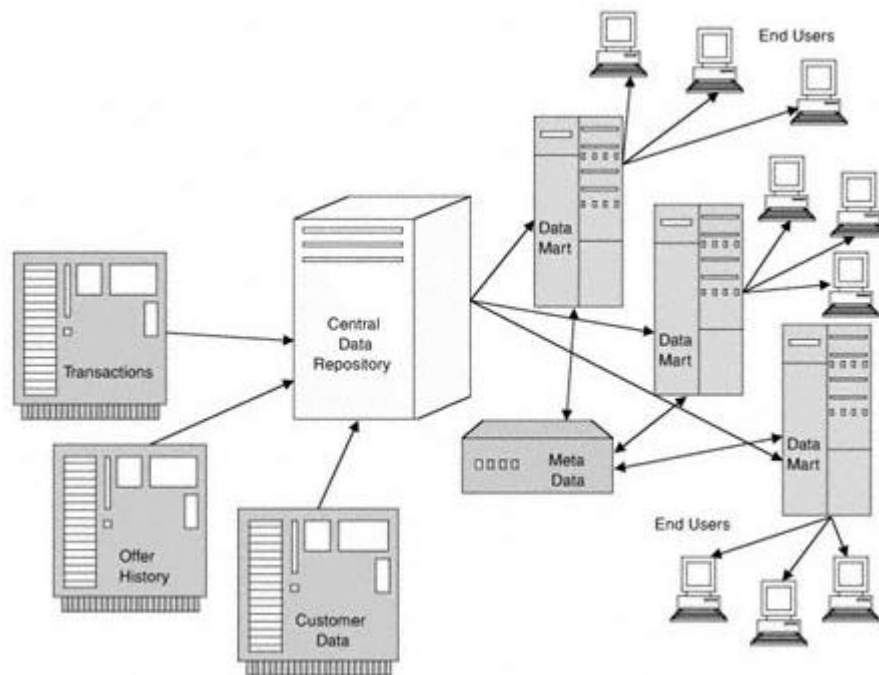 End Users
Data
Mart
Data
Mart
Data
Mart
Central
Data
Repository
Transactions
Offer
History
Customer
Data
Meta
Data
End Users